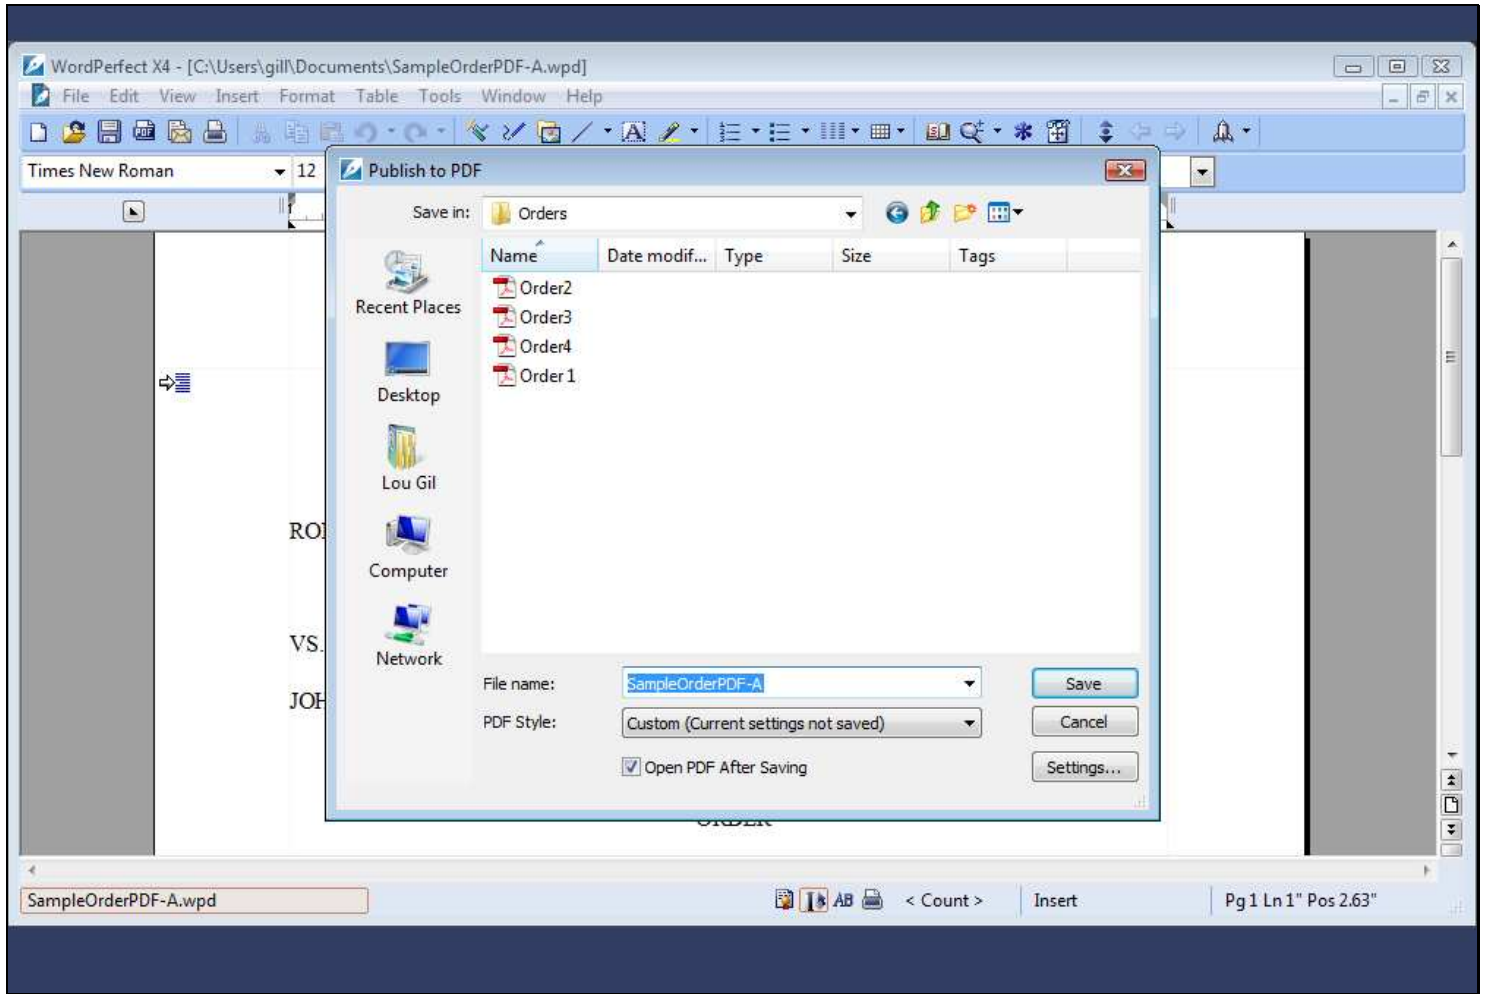 WordPerfect X4 - [C:\Users\gill\Documents\SampleOrderPDF-A.wpd]
File Edit View Insert Format Table Tools Window Help
Times New Roman 12
Publish to PDF
Save in: Orders
Name Date modif... Type Size Tags
Order2
Order3
Order4
Order 1
Recent Places
Desktop
Lou Gil
Computer
Network
VS.
File name: SampleOrderPDF-A Save
PDF Style: Custom (Current settings not saved) Cancel
Open PDF After Saving Settings...
ORDER
SampleOrderPDF-A.wpd AB < Count > Insert Pg 1 Ln 1" Pos 2.63"